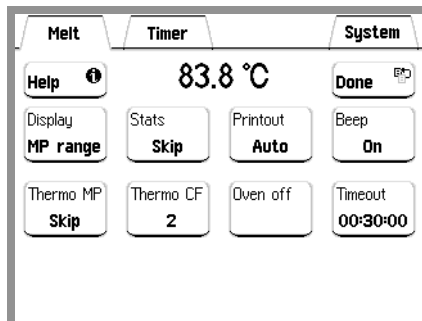 Melt Timer System
Help 83.8 °C Done
Display Stats Printout Beep
MP range Skip Auto On
Thermo MP Thermo CF Oven off Timeout
Skip 2 00:30:00